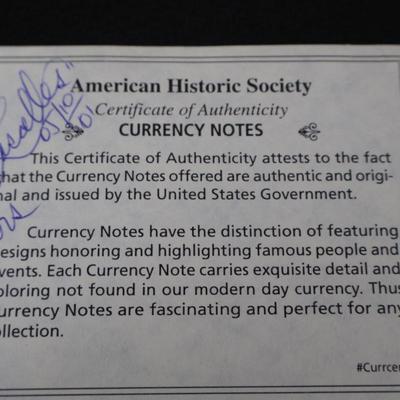 American Historic Society
Certificate of Authenticity
CURRENCY NOTES
This Certificate of Authenticity attests to the fact
that the Currency Notes offered are authentic and origi-
nal and issued by the United States Government.
Currency Notes have the distinction of featuring
esigns honoring and highlighting famous people and
vents. Each Currency Note carries exquisite detail and
oloring not found in our modern day currency. Thus
urrency Notes are fascinating and perfect for any
ollection.
#Currcer